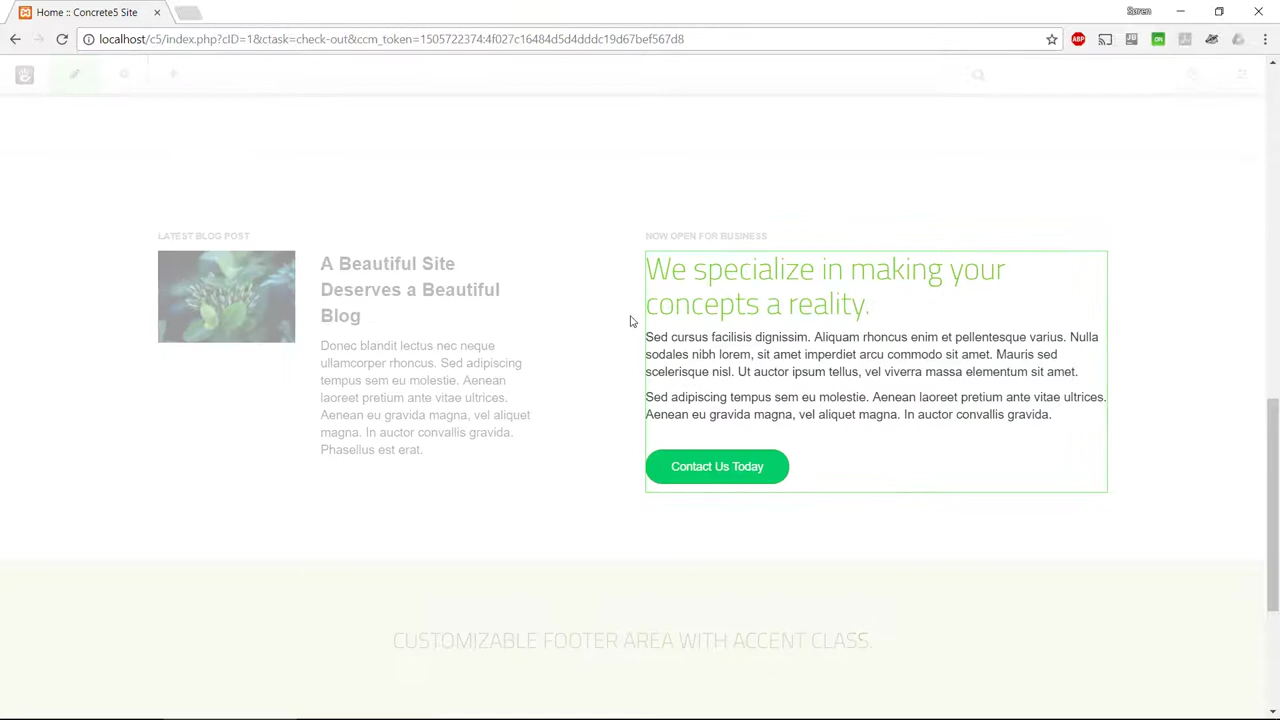 Home :: Concrete5 Site
Søren
localhost/c5/index.php?cID=1&ctask=check-out&ccm_token=1505722374:4f027c16484d5d4dddc19d67bef567d8
ABP
ON
LATEST BLOG POST
A Beautiful Site
Deserves a Beautiful
Blog
Donec blandit lectus nec neque
ullamcorper rhoncus. Sed adipiscing
tempus sem eu molestie. Aenean
laoreet pretium ante vitae ultrices.
Aenean eu gravida magna, vel aliquet
magna. In auctor convallis gravida.
Phasellus est erat.
NOW OPEN FOR BUSINESS
We specialize in making your
concepts a reality.
Sed cursus facilisis dignissim. Aliquam rhoncus enim et pellentesque varius. Nulla
sodales nibh lorem, sit amet imperdiet arcu commodo sit amet. Mauris sed
scelerisque nisl. Ut auctor ipsum tellus, vel viverra massa elementum sit amet.
Sed adipiscing tempus sem eu molestie. Aenean laoreet pretium ante vitae ultrices.
Aenean eu gravida magna, vel aliquet magna. In auctor convallis gravida.
Contact Us Today
CUSTOMIZABLE FOOTER AREA WITH ACCENT CLASS.